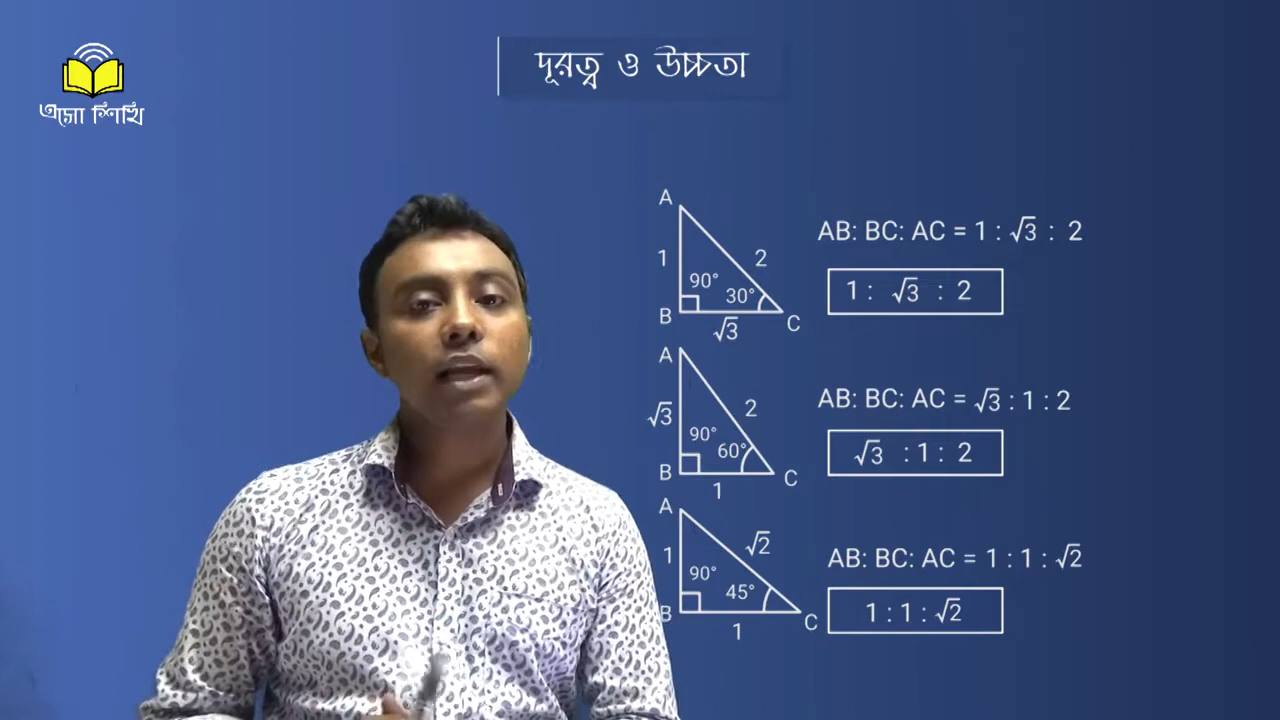 দূরত্ব ও উচ্চতা
এসো শিখি
A
1
2
90°
30°
B
√3
C
AB: BC: AC = 1 : √3 : 2
1 : √3 : 2
A
√3
2
90°
60°
B
1
C
AB: BC: AC = √3 : 1 : 2
√3 : 1 : 2
A
1
√2
90°
45°
B
1
C
AB: BC: AC = 1 : 1 : √2
1 : 1 : √2